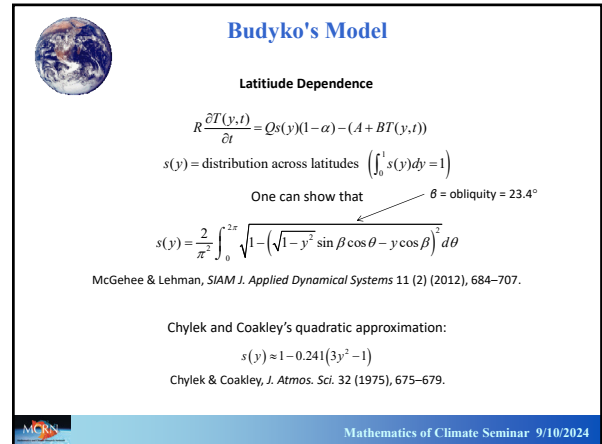 Budyko's Model
Latitiude Dependence
R ∂T(y,t)/∂t = Qs(y)(1−α)−(A+BT(y,t))
s(y) = distribution across latitudes (∫₀¹ s(y)dy = 1)
One can show that
β = obliquity = 23.4°
s(y) = 2/π² ∫₀^{2π} √(1−(√(1−y²) sin β cos θ − y cos β)²) dθ
McGehee & Lehman, SIAM J. Applied Dynamical Systems 11 (2) (2012), 684–707.
Chylek and Coakley's quadratic approximation:
s(y) ≈ 1−0.241(3y²−1)
Chylek & Coakley, J. Atmos. Sci. 32 (1975), 675–679.
MCRN
Mathematics of Climate Seminar 9/10/2024